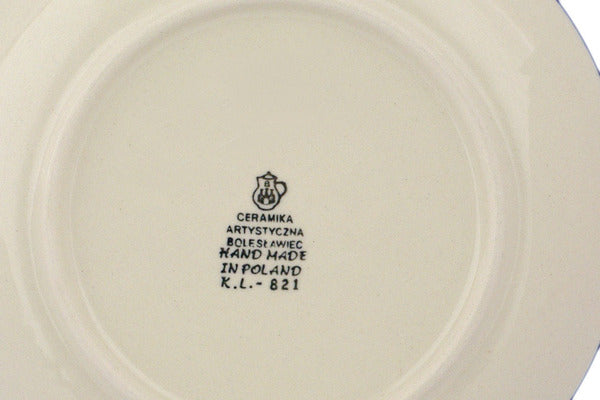 a
CERAMIKA
ARTYSTYCZNA
BOLESŁAWIEC
HAND MADE
IN POLAND
K.L.- 821